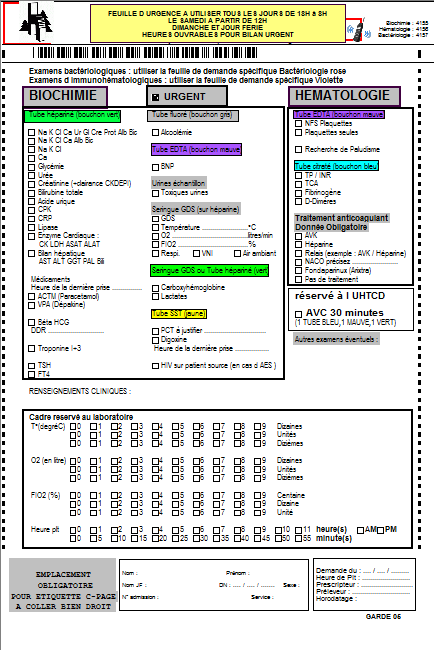 FEUILLE D URGENCE A UTILISER TOUS LES JOURS DE 18H à 8H
LE SAMEDI A PARTIR DE 12H
DIMANCHE ET JOUR FERIE
HEURES OUVRABLES POUR BILAN URGENT
Biochimie : 4155
Hématologie : 4156
Bactériologie : 4157
Examens bactériologiques : utiliser la feuille de demande spécifique Bactériologie rose
Examens d immunohématologiques : utiliser la feuille de demande spécifique Violette
BIOCHIMIE
Tube hépariné (bouchon vert)
Na K Cl Ca Ur Gl Cre Prot Alb Bic
Na K Cl Ca Alb Bic
Na K Cl
Ca
Glycémie
Urée
Créatinine (+clairence CKDEPI)
Bilirubine totale
Acide urique
CPK
CRP
Lipase
Enzyme Cardiaque :
CK LDH ASAT ALAT
Bilan hépatique
AST ALT GGT PAL Bili
Médicaments
Heure de la dernière prise ....................
ACTM (Paracetamol)
VPA (Dépakine)
Béta HCG
DDR ....................
Troponine I+3
TSH
FT4
URGENT
Tube fluoré (bouchon gris)
Alcoolémie
Tube EDTA (bouchon mauve
BNP
Urines échantillon
Toxiques urines
Seringue GDS (sur héparine)
GDS
Température ....................°C
O2 ....................litres/min
FIO2 ....................%
Respi. VNI Air ambiant
Seringue GDS ou Tube hépariné (vert)
Carboxyhémoglobine
Lactates
Tube SST (jaune)
PCT à justifier ....................
Digoxine
Heure de la dernière prise ..............
HIV sur patient source (en cas d AES )
HEMATOLOGIE
Tube EDTA (bouchon mauve)
NFS Plaquettes
Plaquettes seules
Recherche de Paludisme
Tube citraté (bouchon bleu)
TP / INR
TCA
Fibrinogène
D-Dimères
Traitement anticoagulant
Donnée Obligatoire
AVK
Héparine
Relais (exemple : AVK / Héparine)
NACO précisez ....................
Fondaparinux (Arixtra)
Pas de traitement
réservé à l UHTCD
AVC 30 minutes
(1 TUBE BLEU,1 MAUVE,1 VERT)
Autres examens éventuels :
RENSEIGNEMENTS CLINIQUES :
Cadre réservé au laboratoire
T°(degréC) 0 1 2 3 4 5 6 7 8 9 Dizaines
0 1 2 3 4 5 6 7 8 9 Unités
0 1 2 3 4 5 6 7 8 9 Dizièmes
O2 (en litre) 0 1 2 3 4 5 6 7 8 9 Dizaines
0 1 2 3 4 5 6 7 8 9 Unités
0 1 2 3 4 5 6 7 8 9 Dizièmes
FIO2 (%) 0 1 2 3 4 5 6 7 8 9 Centaine
0 1 2 3 4 5 6 7 8 9 Dizaine
0 1 2 3 4 5 6 7 8 9 Unités
Heure plt 0 1 2 3 4 5 6 7 8 9 10 11 heure(s) AM PM
0 5 10 15 20 25 30 35 40 45 50 55 minute(s)
EMPLACEMENT
OBLIGATOIRE
POUR ETIQUETTE C-PAGE
A COLLER BIEN DROIT
Nom : Prénom :
Nom JF : DN : ..... / ..... / ........ Sexe :
N° admission : Service :
Demande du : ..... / ..... / .....
Heure de Plt : ....................
Prescripteur : ....................
Préleveur : ....................
Horodatage :
GARDE 05